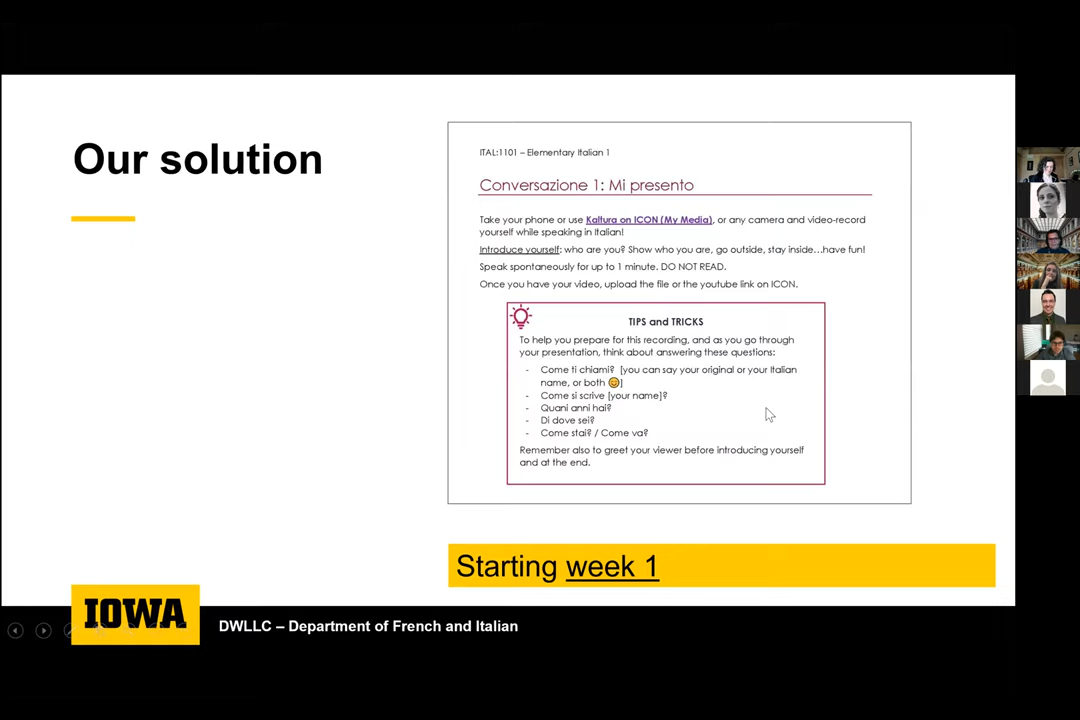 Our solution
ITAL:1101 – Elementary Italian 1
Conversazione 1: Mi presento
Take your phone or use Kaltura on ICON (My Media), or any camera and video-record
yourself while speaking in Italian!
Introduce yourself: who are you? Show who you are, go outside, stay inside…have fun!
Speak spontaneously for up to 1 minute. DO NOT READ.
Once you have your video, upload the file or the youtube link on ICON.
TIPS and TRICKS
To help you prepare for this recording, and as you go through
your presentation, think about answering these questions:
- Come ti chiami? [you can say your original or your Italian
name, or both 😊]
- Come si scrive [your name]?
- Quani anni hai?
- Di dove sei?
- Come stai? / Come va?
Remember also to greet your viewer before introducing yourself
and at the end.
Starting week 1
IOWA
DWLLC – Department of French and Italian